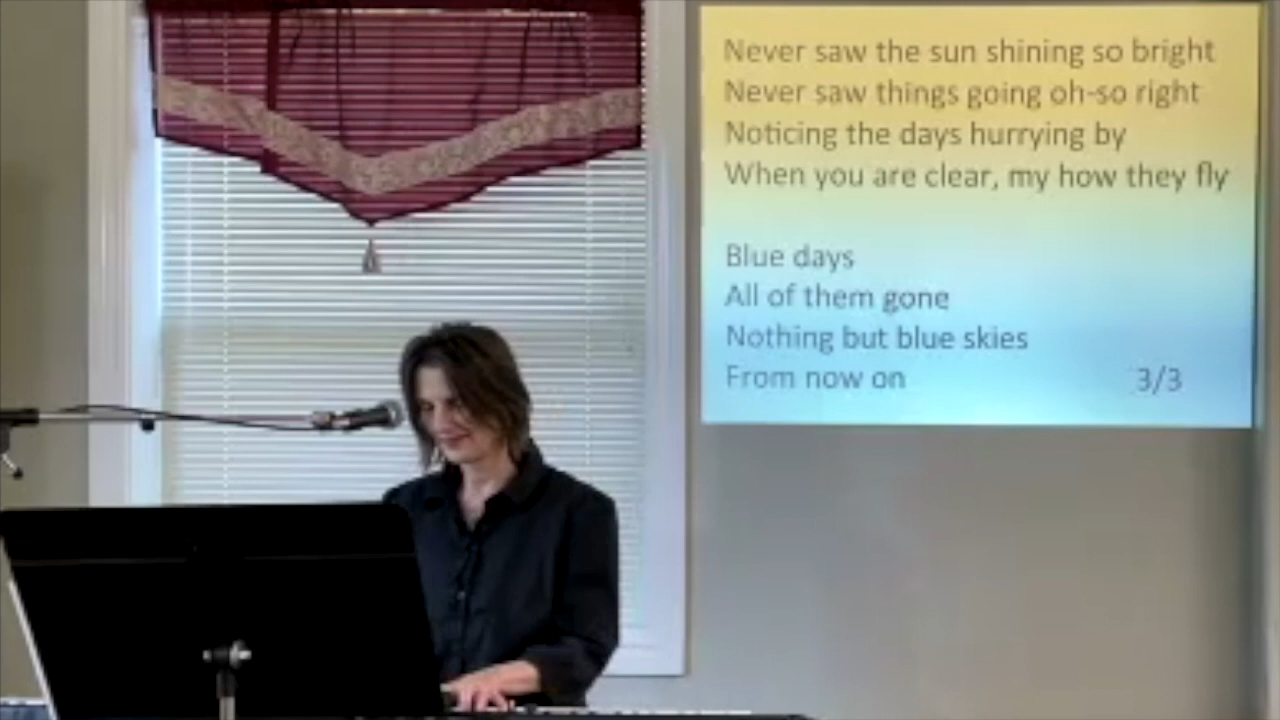 Never saw the sun shining so bright
Never saw things going oh-so right
Noticing the days hurrying by
When you are clear, my how they fly
Blue days
All of them gone
Nothing but blue skies
From now on
3/3